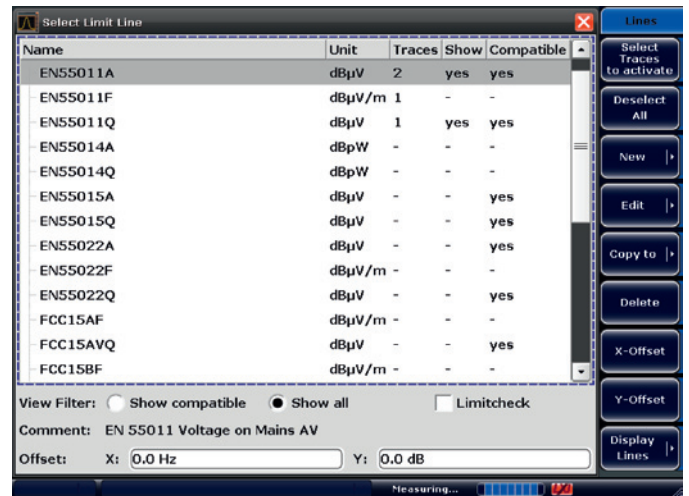 Select Limit Line
Name Unit Traces Show Compatible
EN55011A dBµV 2 yes yes
EN55011F dBµV/m 1 - -
EN55011Q dBµV 1 yes yes
EN55014A dBpW - - -
EN55014Q dBpW - - -
EN55015A dBµV - - yes
EN55015Q dBµV - - yes
EN55022A dBµV - - yes
EN55022F dBµV/m - - -
EN55022Q dBµV - - yes
FCC15AF dBµV/m - - -
FCC15AVQ dBµV - - yes
FCC15BF dBµV/m - - -
View Filter: Show compatible Show all Limitcheck
Comment: EN 55011 Voltage on Mains AV
Offset: X: 0.0 Hz Y: 0.0 dB
Measuring...
Lines
Select
Traces
to activate
Deselect
All
New
Edit
Copy to
Delete
X-Offset
Y-Offset
Display
Lines